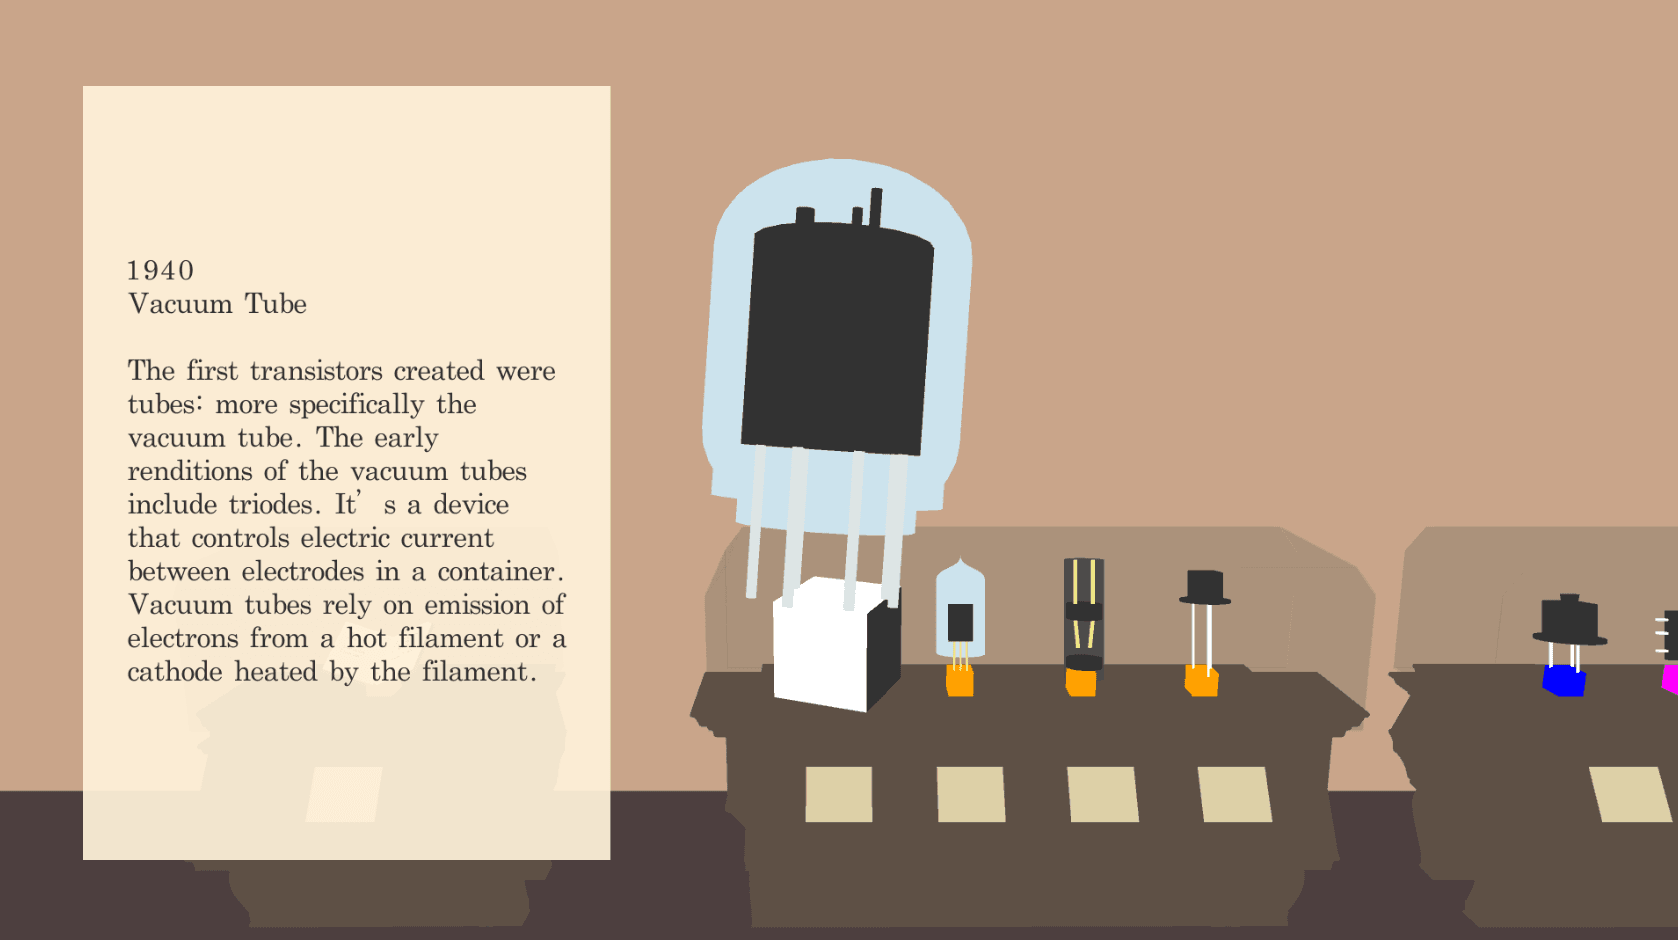 1940
Vacuum Tube
The first transistors created were
tubes: more specifically the
vacuum tube. The early
renditions of the vacuum tubes
include triodes. It’s a device
that controls electric current
between electrodes in a container.
Vacuum tubes rely on emission of
electrons from a hot filament or a
cathode heated by the filament.